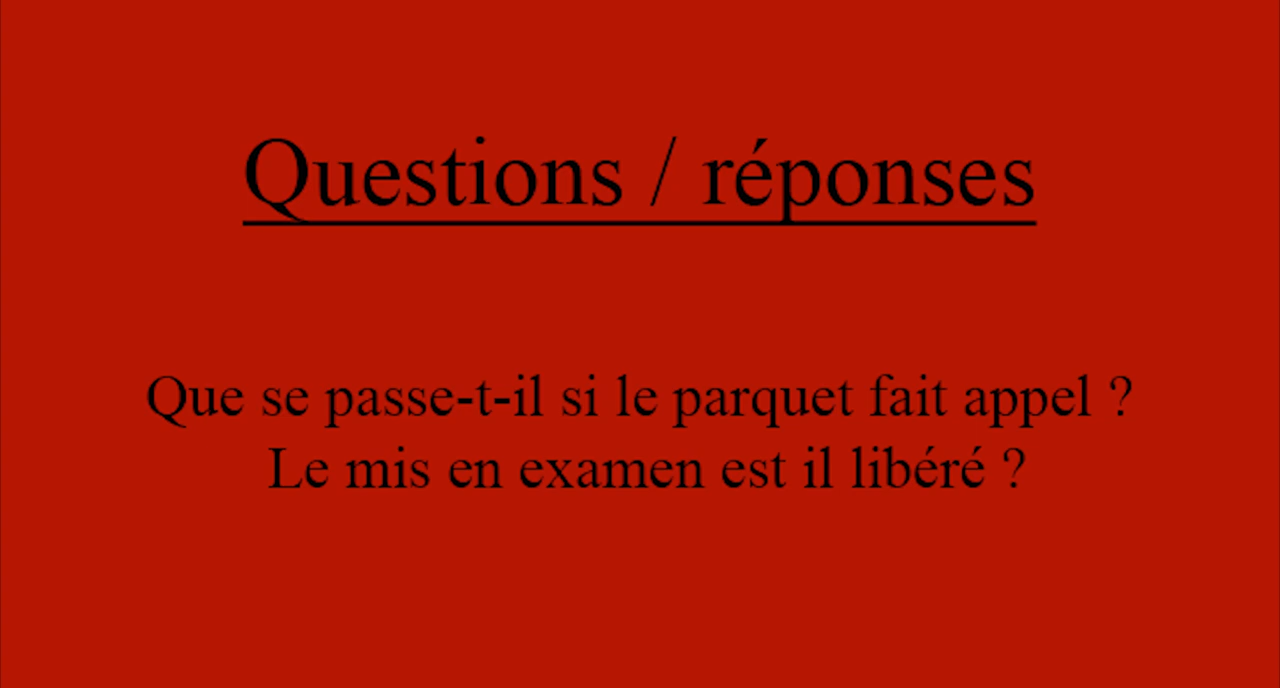 Questions / réponses
Que se passe-t-il si le parquet fait appel ?
Le mis en examen est il libéré ?